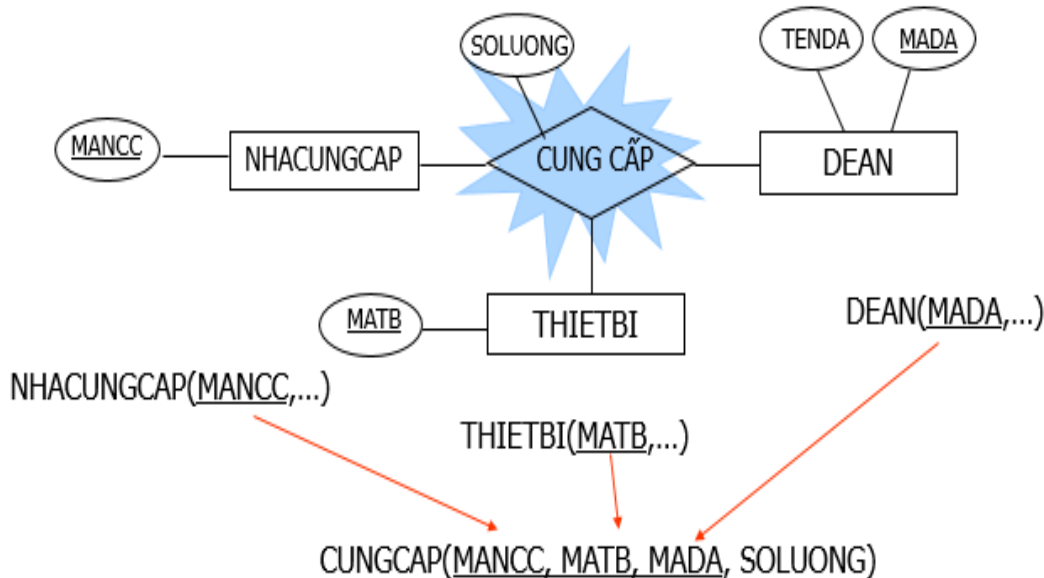 SOLUONG
TENDA
MADA
MANCC
NHACUNGCAP
CUNG CẤP
DEAN
MATB
THIETBI
DEAN(MADA,...)
NHACUNGCAP(MANCC,...)
THIETBI(MATB,...)
CUNGCAP(MANCC, MATB, MADA, SOLUONG)